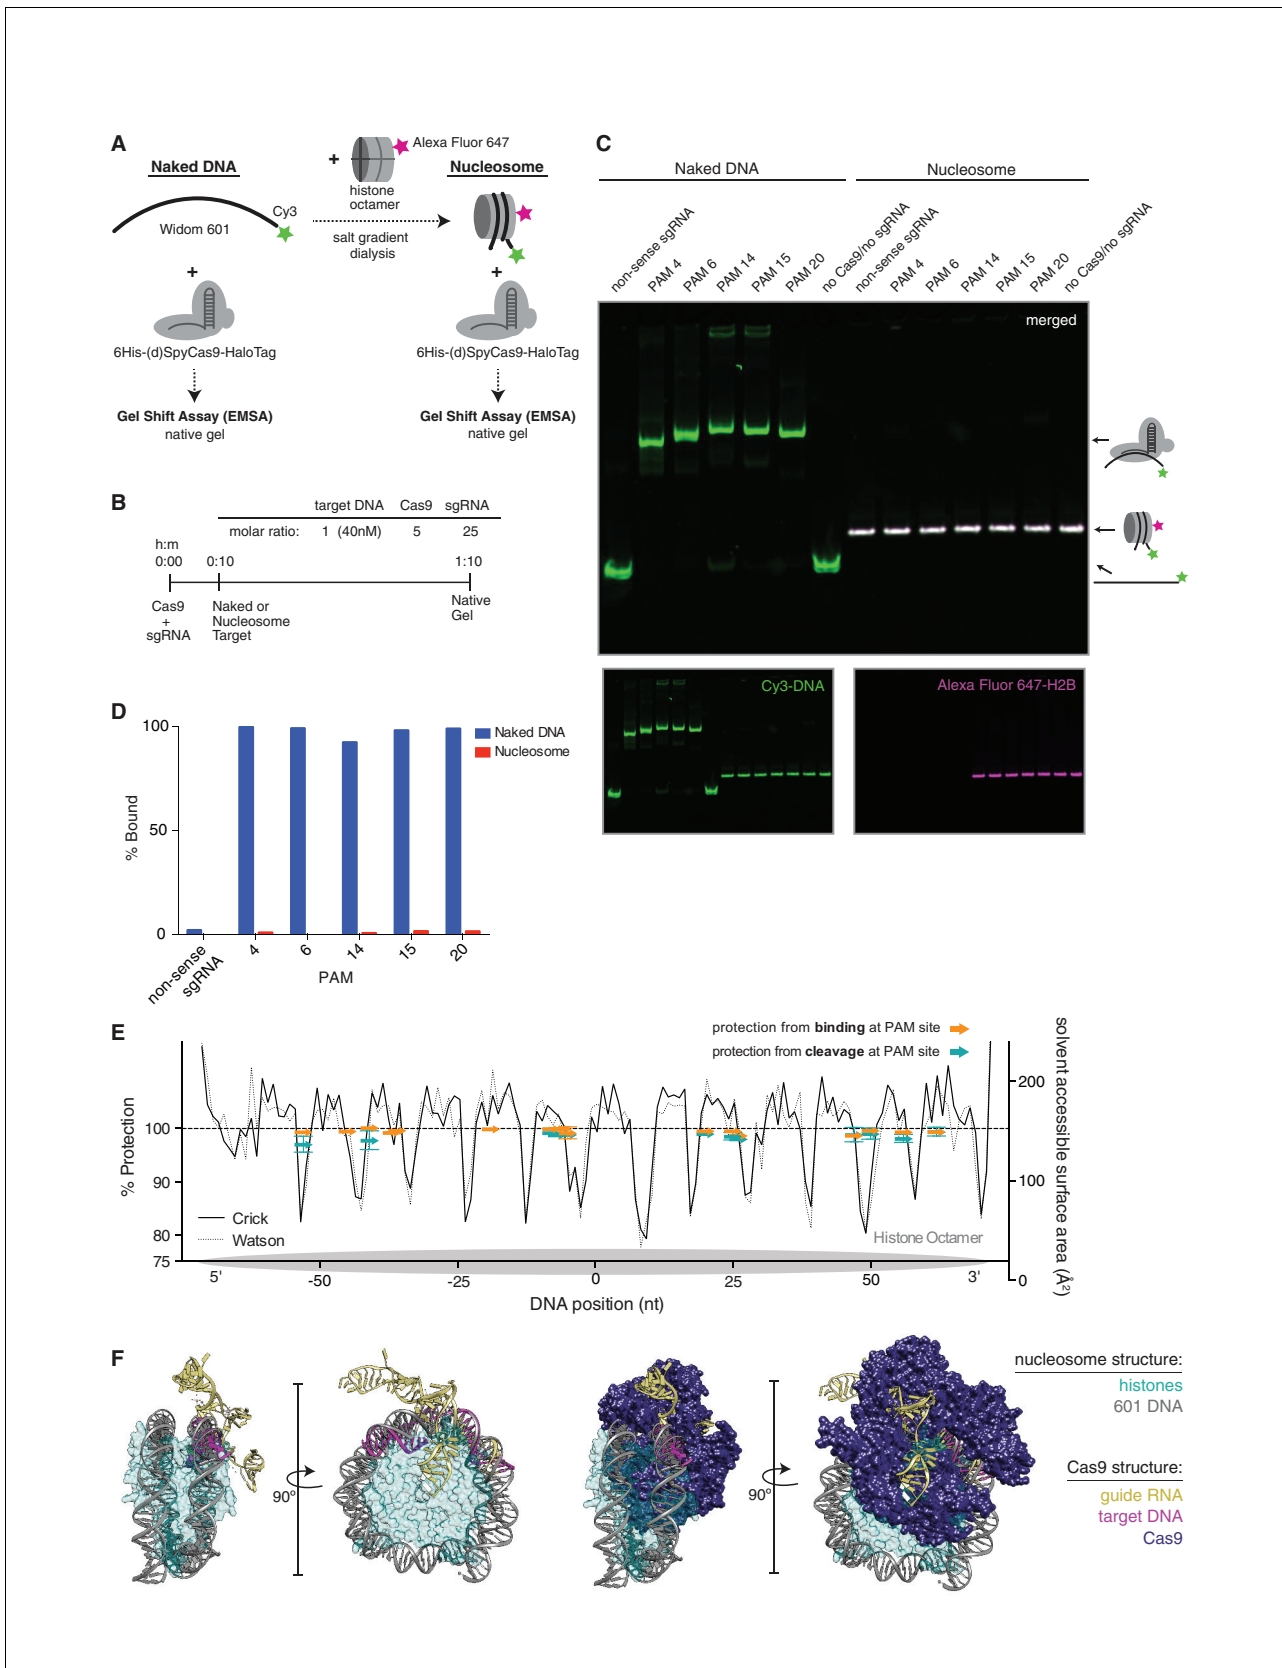 A
Naked DNA
+
Alexa Fluor 647
histone
octamer
Nucleosome
Widom 601
Cy3
salt gradient
dialysis
+
+
6His-(d)SpyCas9-HaloTag
6His-(d)SpyCas9-HaloTag
Gel Shift Assay (EMSA)
native gel
Gel Shift Assay (EMSA)
native gel
B
target DNA Cas9 sgRNA
molar ratio: 1 (40nM) 5 25
h:m
0:00 0:10 1:10
Cas9
+
sgRNA
Naked or
Nucleosome
Target
Native
Gel
C
Naked DNA Nucleosome
non-sense sgRNA
PAM 4
PAM 6
PAM 14
PAM 15
PAM 20
no Cas9/no sgRNA
non-sense sgRNA
PAM 4
PAM 6
PAM 14
PAM 15
PAM 20
no Cas9/no sgRNA
merged
Cy3-DNA
Alexa Fluor 647-H2B
D
% Bound
100
50
0
Naked DNA
Nucleosome
non-sense
sgRNA
4
6
14
15
20
PAM
E
protection from binding at PAM site
protection from cleavage at PAM site
% Protection
100
90
80
75
Crick
Watson
Histone Octamer
200
100
0
solvent accessible surface area (Å²)
5' -50 -25 0 25 50 3'
DNA position (nt)
F
90°
90°
nucleosome structure:
histones
601 DNA
Cas9 structure:
guide RNA
target DNA
Cas9